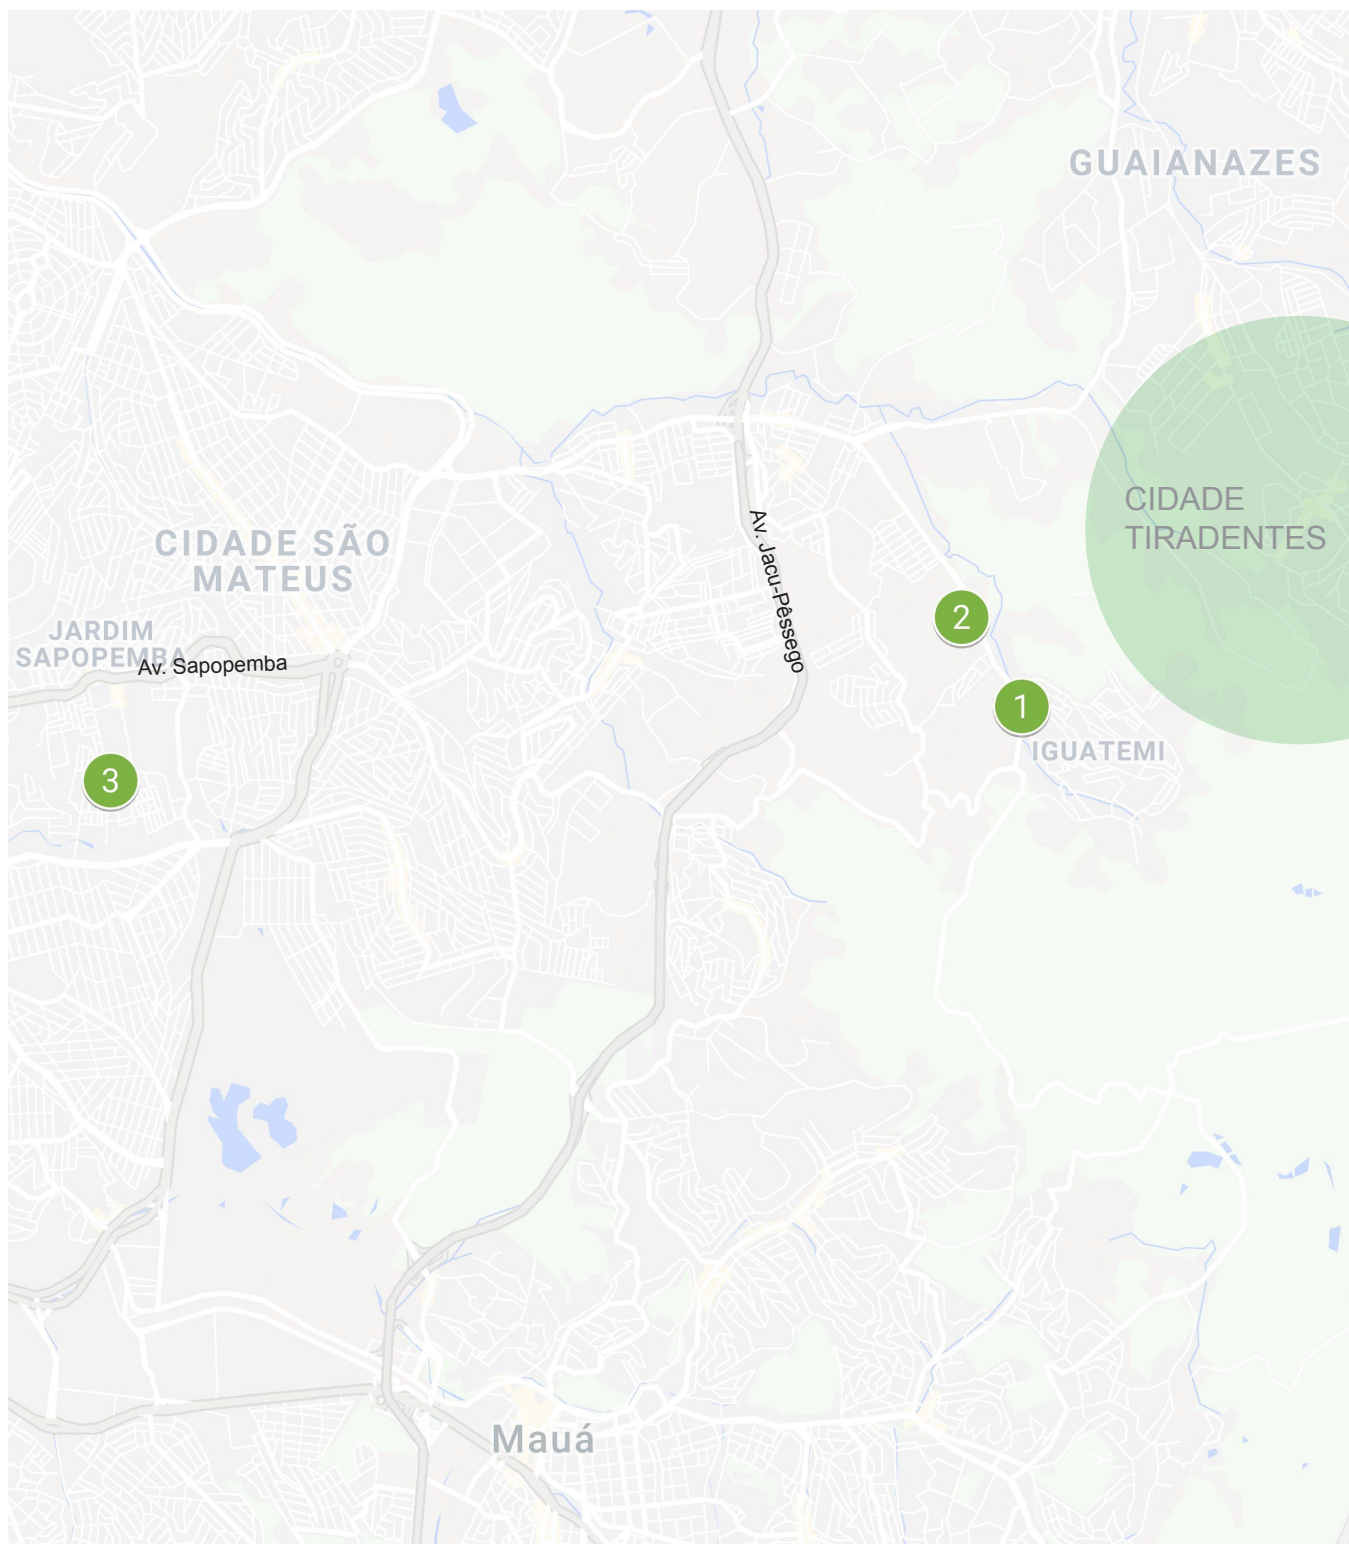 GUAIANAZES
CIDADE
TIRADENTES
CIDADE SÃO
MATEUS
Av. Jacu-Pêssego
2
JARDIM
SAPOPEMBA
Av. Sapopemba
1
IGUATEMI
3
Mauá